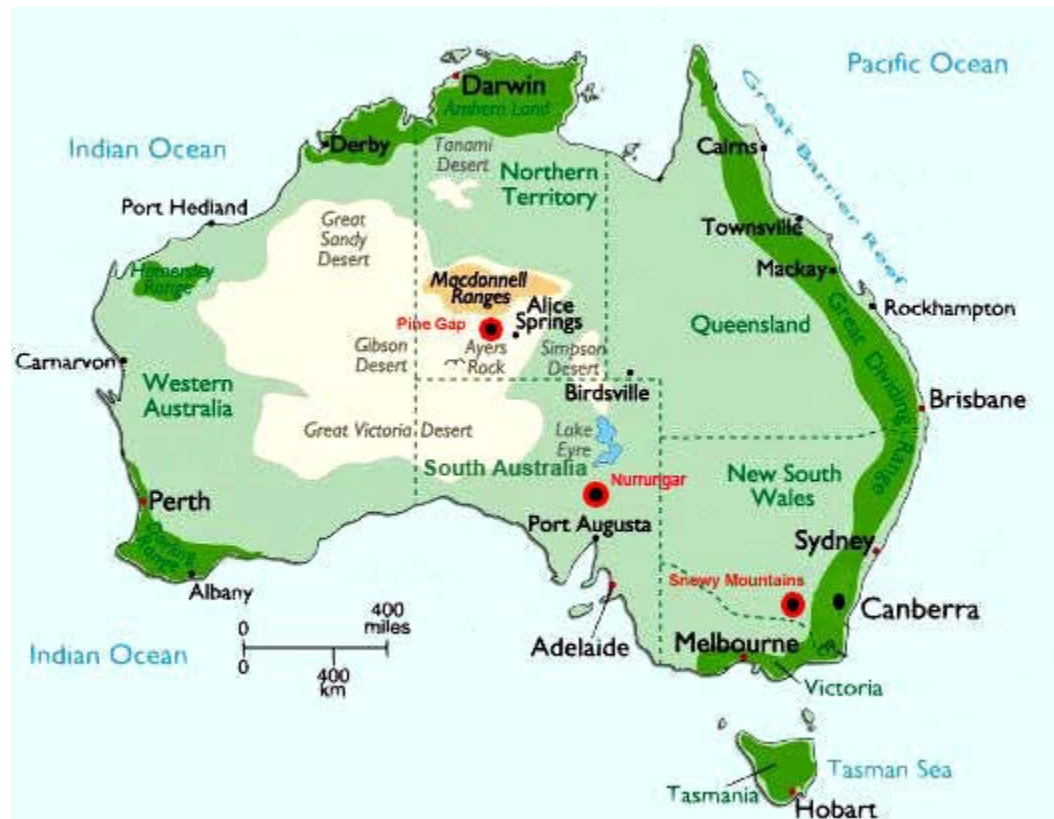 Pacific Ocean
Darwin
Arnhem Land
Great Barrier Reef
Indian Ocean
Derby
Tanami
Desert
Cairns
Northern
Territory
Port Hedland
Great
Sandy
Desert
Townsville
Hamersley
Range
Macdonnell
Ranges
Mackay
Alice
Springs
Rockhampton
Pine Gap
Queensland
Carnarvon
Gibson
Desert
Ayers
Rock
Simpson
Desert
Great Dividing Range
Western
Australia
Birdsville
Brisbane
Great Victoria Desert
Lake
Eyre
South Australia
Nurrungar
New South
Wales
Perth
Darling
Range
Port Augusta
Sydney
Albany
Snowy Mountains
Canberra
0
400
miles
0
400
km
Indian Ocean
Adelaide
Melbourne
Victoria
Tasman Sea
Tasmania
Hobart